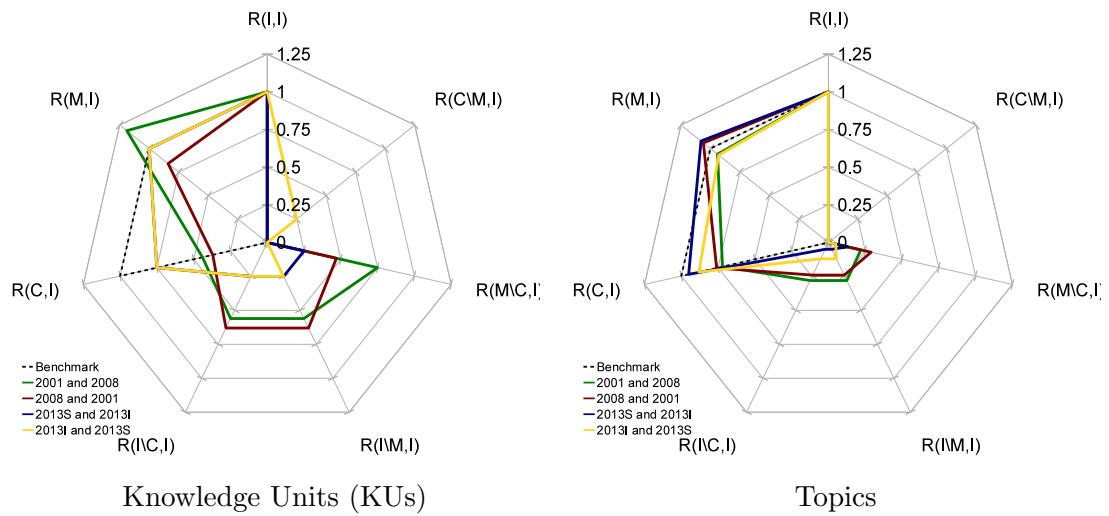 R(I,I)
1.25
R(M,I)
R(C\M,I)
1
0.75
0.5
0.25
0
R(C,I)
R(M\C,I)
Benchmark
2001 and 2008
2008 and 2001
2013S and 2013I
2013I and 2013S
R(I\C,I)
R(I\M,I)
Knowledge Units (KUs)
R(I,I)
1.25
R(M,I)
R(C\M,I)
1
0.75
0.5
0.25
0
R(C,I)
R(M\C,I)
Benchmark
2001 and 2008
2008 and 2001
2013S and 2013I
2013I and 2013S
R(I\C,I)
R(I\M,I)
Topics